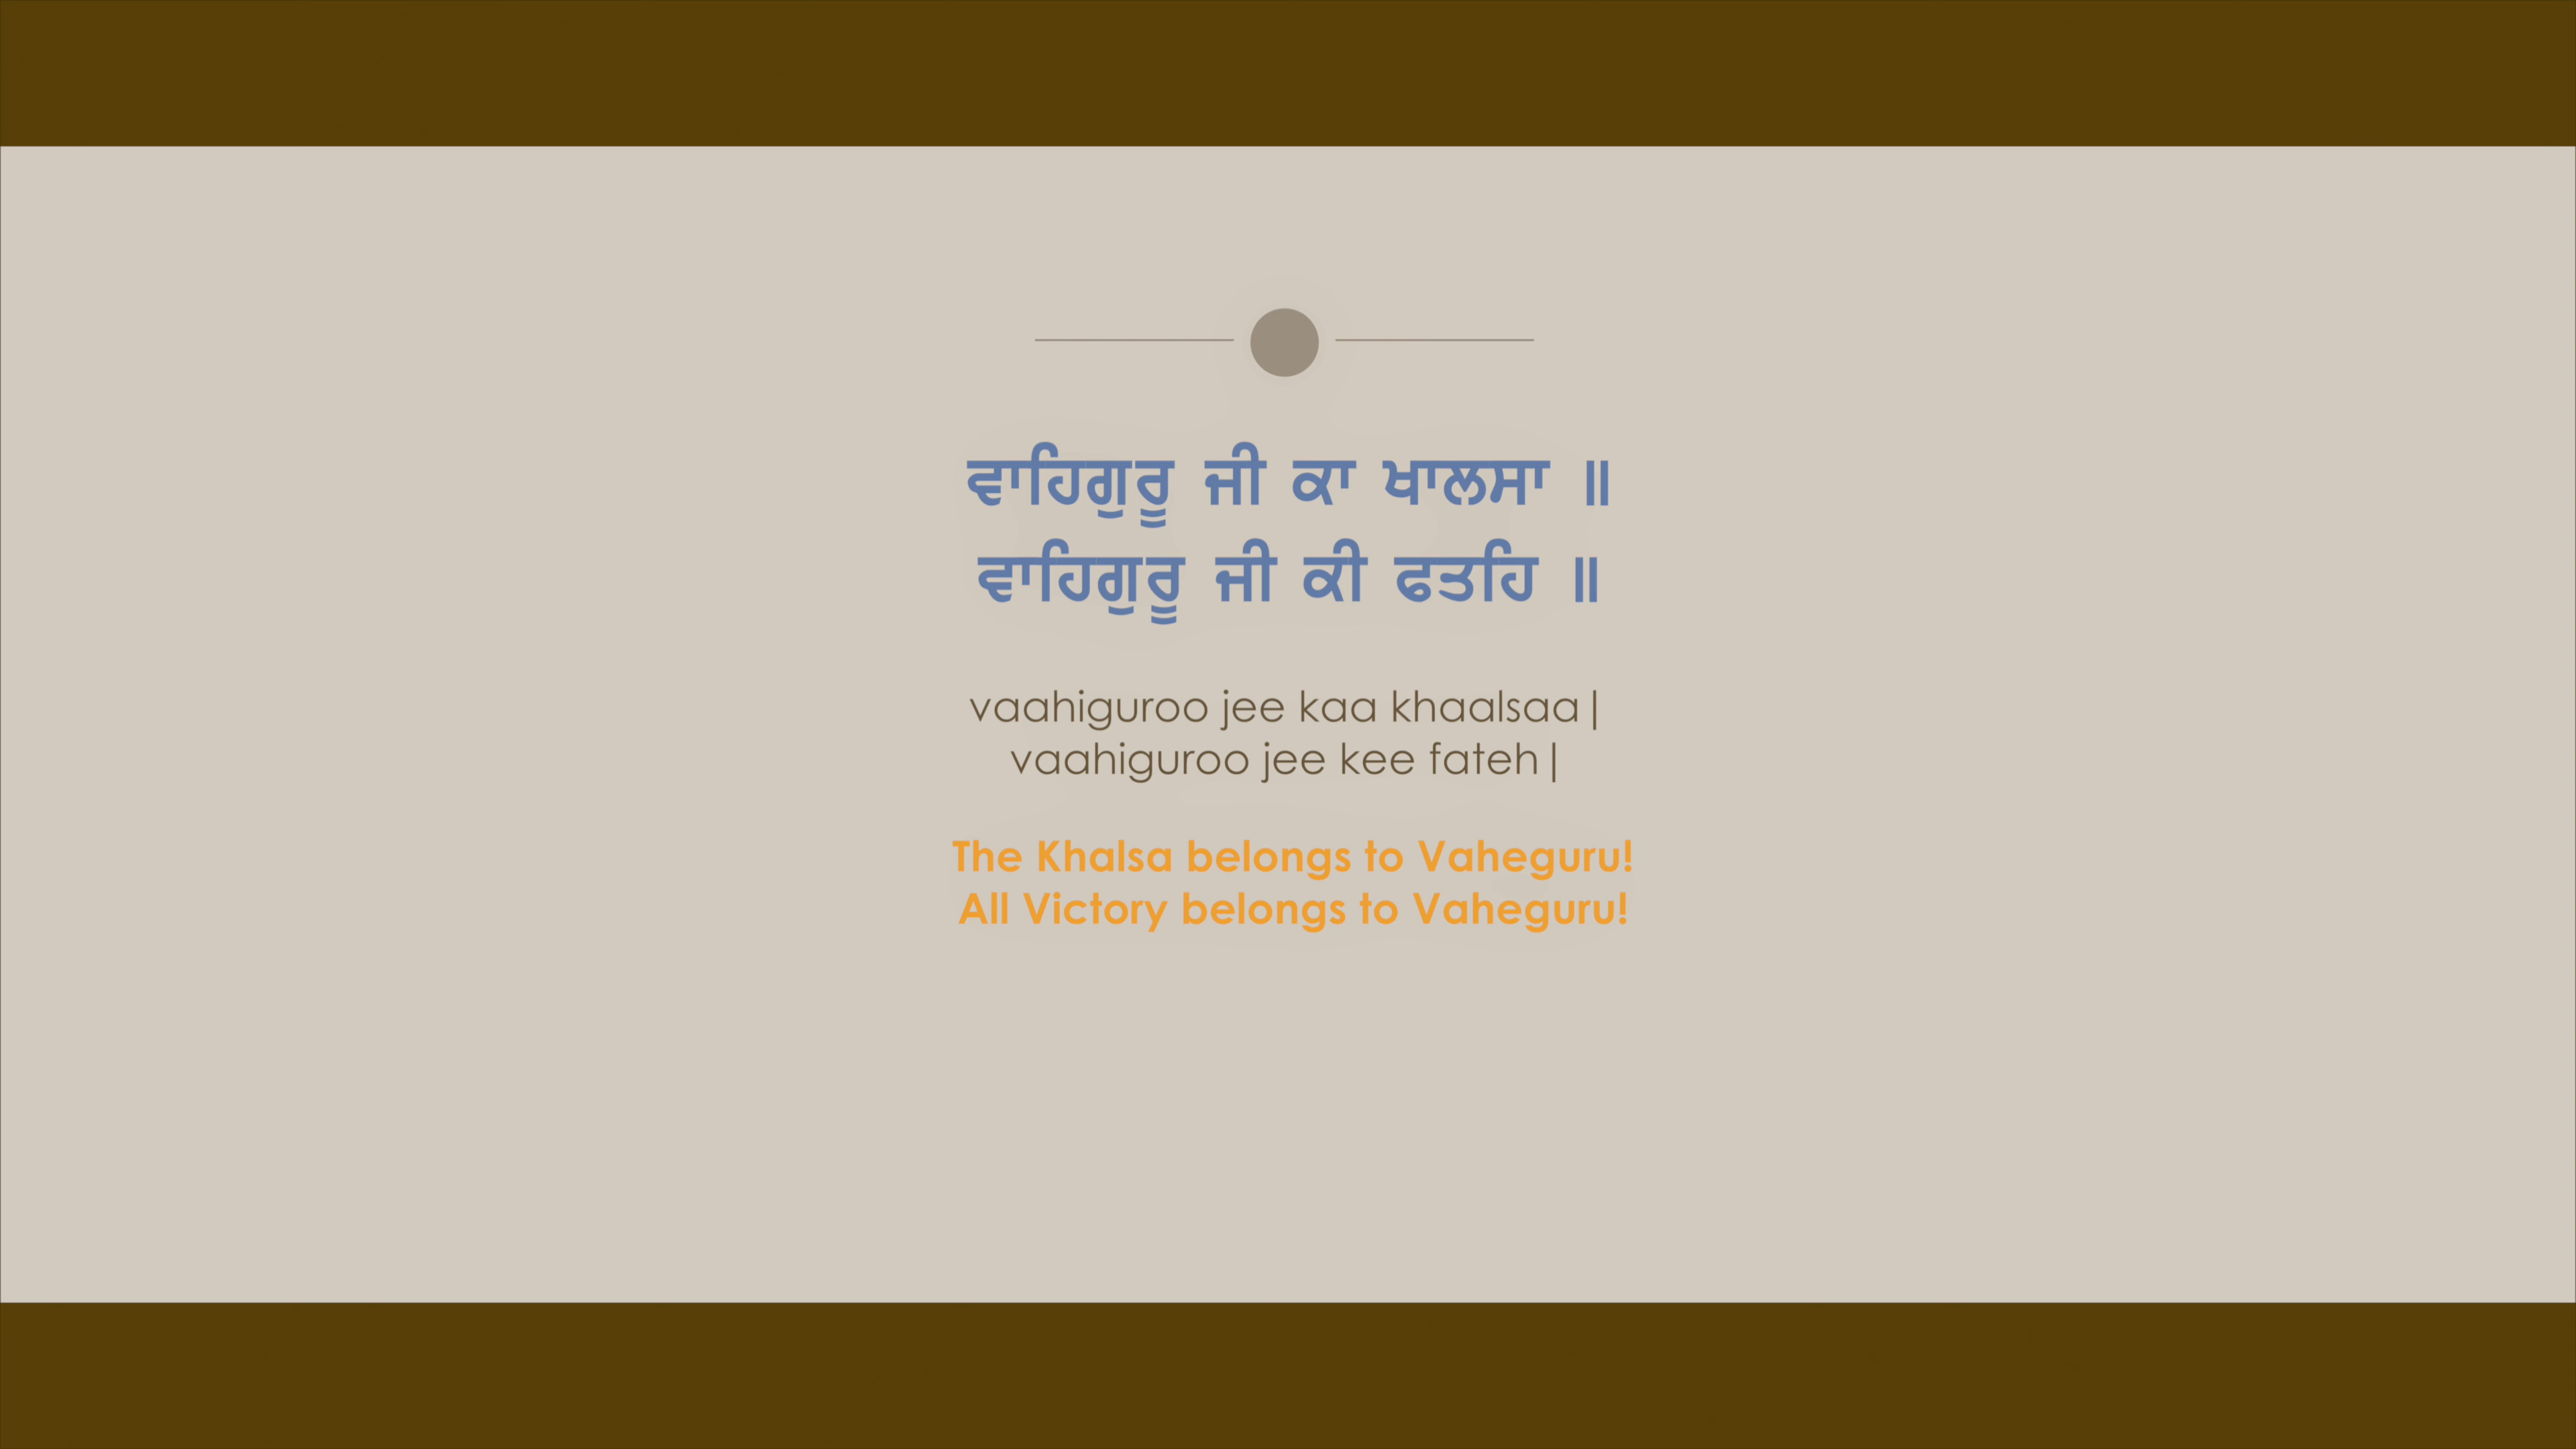 ਵਾਹਿਗੁਰੂ ਜੀ ਕਾ ਖਾਲਸਾ ॥
ਵਾਹਿਗੁਰੂ ਜੀ ਕੀ ਫਤਹਿ ॥
vaahiguroo jee kaa khaalsaa|
vaahiguroo jee kee fateh|
The Khalsa belongs to Vaheguru!
All Victory belongs to Vaheguru!